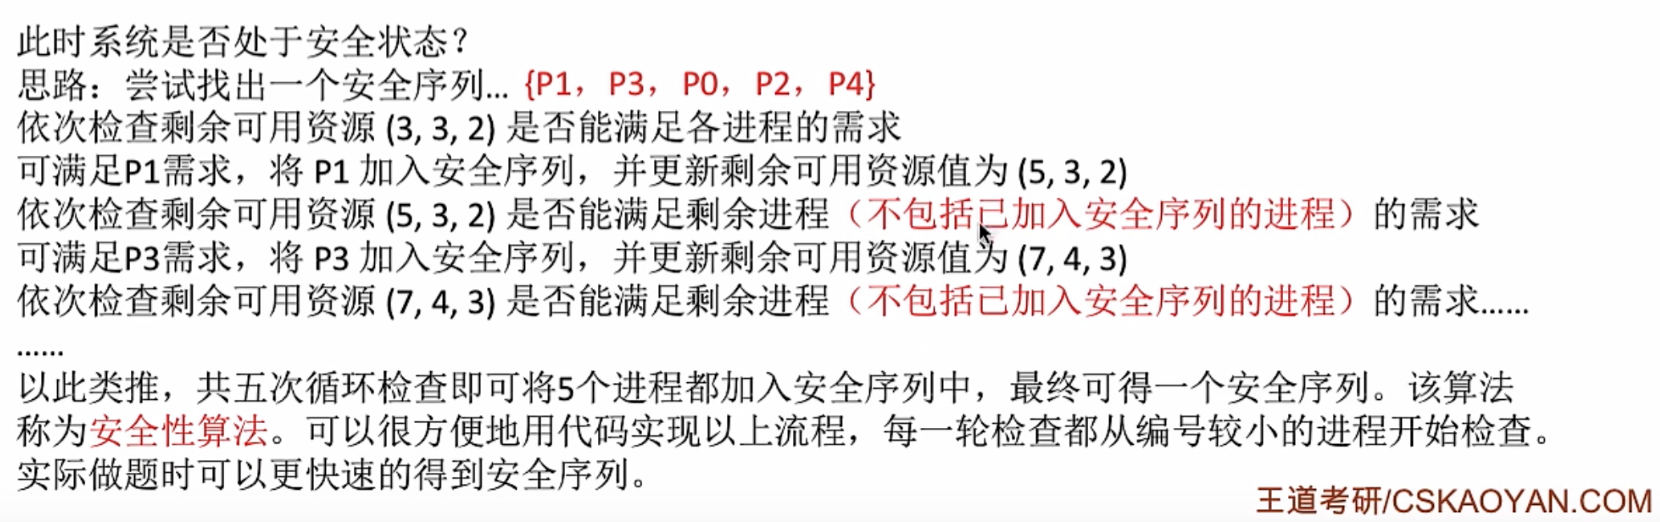 此时系统是否处于安全状态？
思路：尝试找出一个安全序列... {P1，P3，P0，P2，P4}
依次检查剩余可用资源 (3, 3, 2) 是否能满足各进程的需求
可满足P1需求，将 P1 加入安全序列，并更新剩余可用资源值为 (5, 3, 2)
依次检查剩余可用资源 (5, 3, 2) 是否能满足剩余进程（不包括已加入安全序列的进程）的需求
可满足P3需求，将 P3 加入安全序列，并更新剩余可用资源值为 (7, 4, 3)
依次检查剩余可用资源 (7, 4, 3) 是否能满足剩余进程（不包括已加入安全序列的进程）的需求......
......
以此类推，共五次循环检查即可将5个进程都加入安全序列中，最终可得一个安全序列。该算法
称为安全性算法。可以很方便地用代码实现以上流程，每一轮检查都从编号较小的进程开始检查。
实际做题时可以更快速的得到安全序列。
王道考研/CSKAOYAN.COM